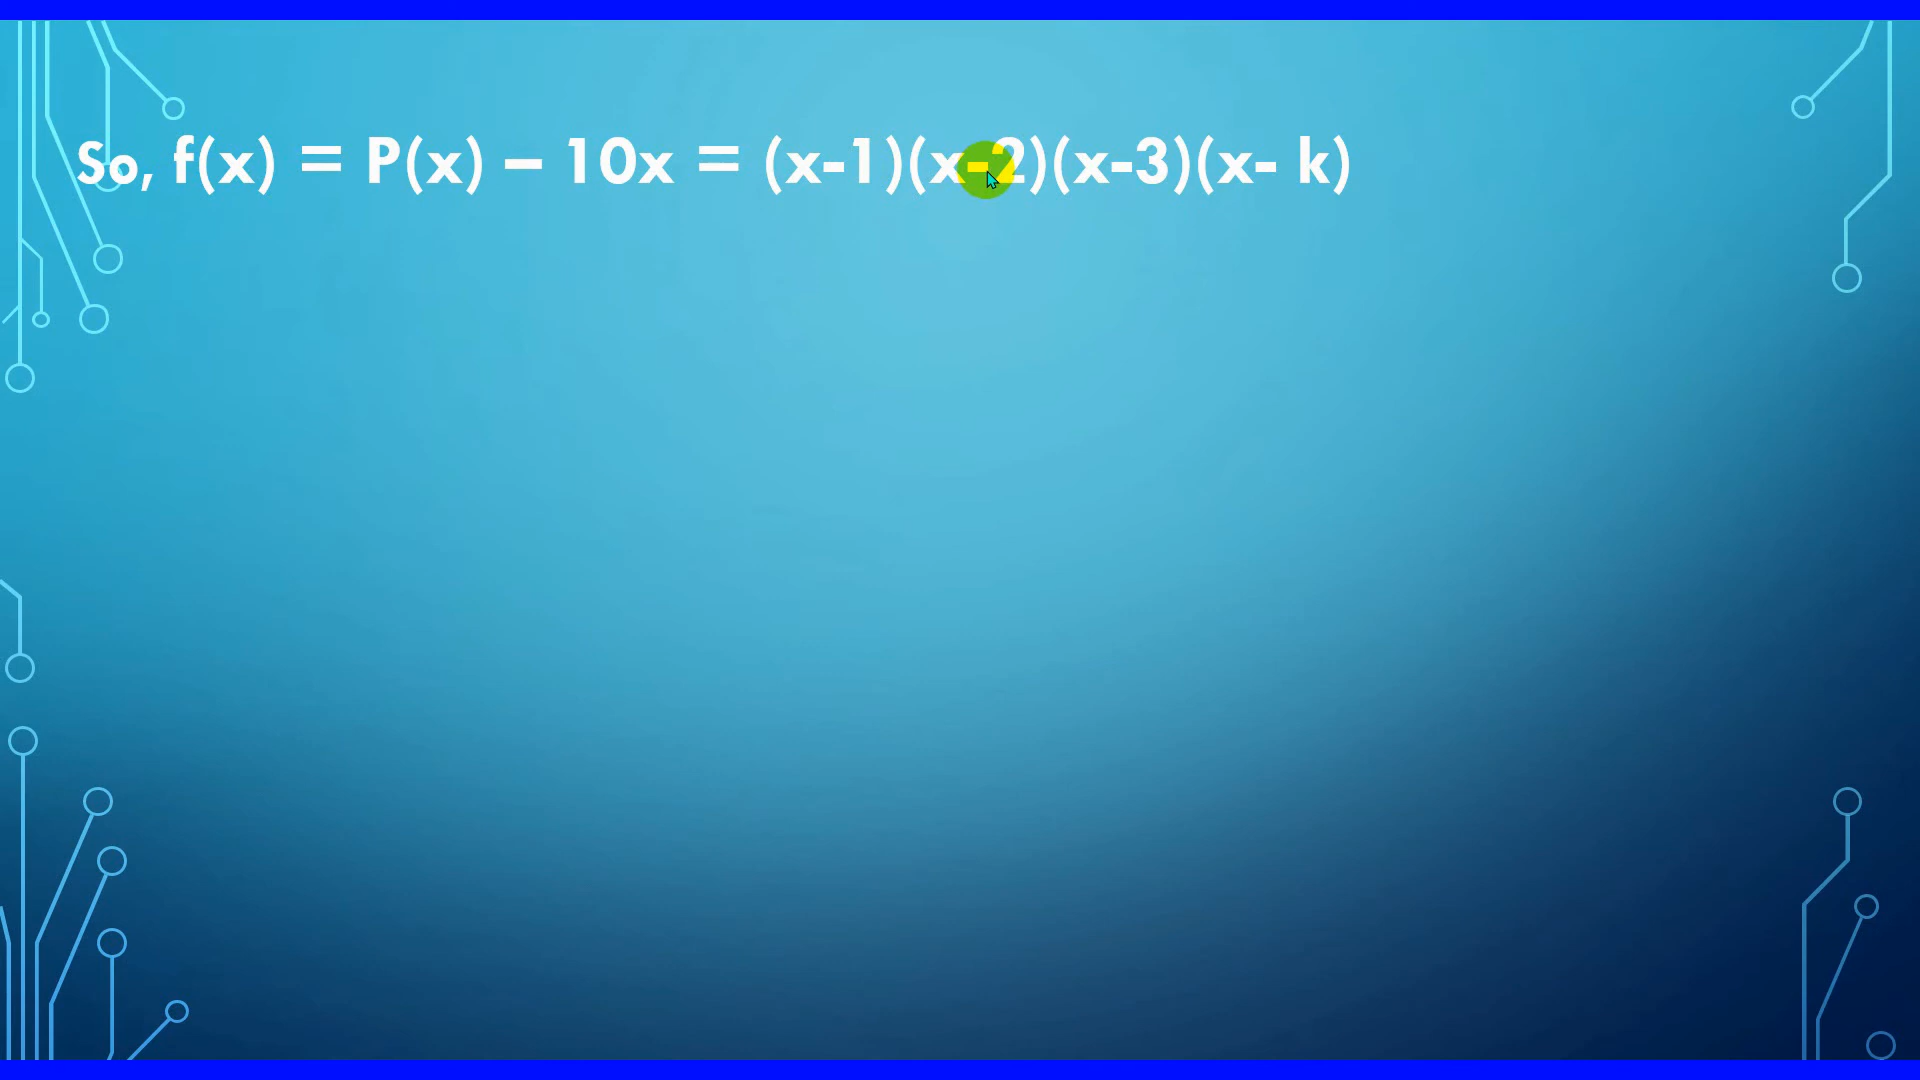 So, f(x) = P(x) – 10x = (x-1)(x-2)(x-3)(x- k)